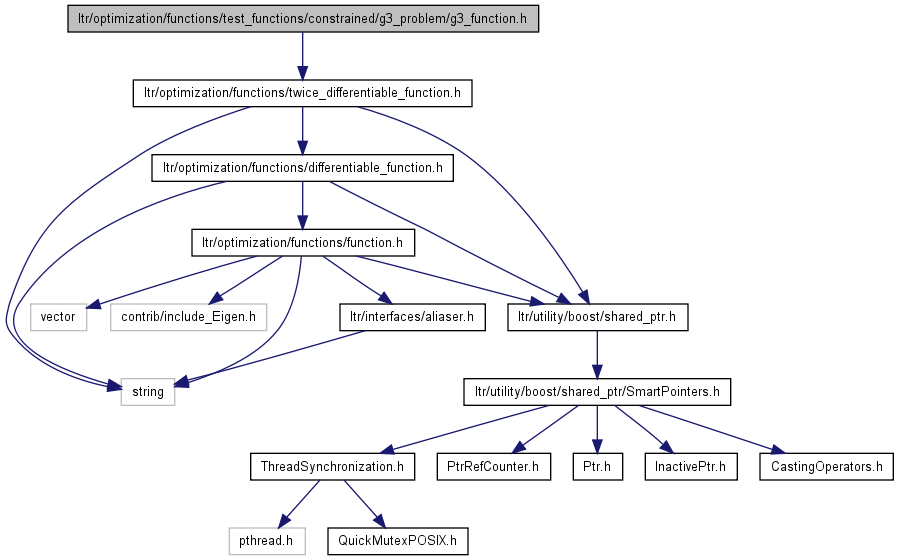 ltr/optimization/functions/test_functions/constrained/g3_problem/g3_function.h
ltr/optimization/functions/twice_differentiable_function.h
ltr/optimization/functions/differentiable_function.h
ltr/optimization/functions/function.h
vector
contrib/include_Eigen.h
ltr/interfaces/aliaser.h
ltr/utility/boost/shared_ptr.h
string
ltr/utility/boost/shared_ptr/SmartPointers.h
ThreadSynchronization.h
PtrRefCounter.h
Ptr.h
InactivePtr.h
CastingOperators.h
pthread.h
QuickMutexPOSIX.h